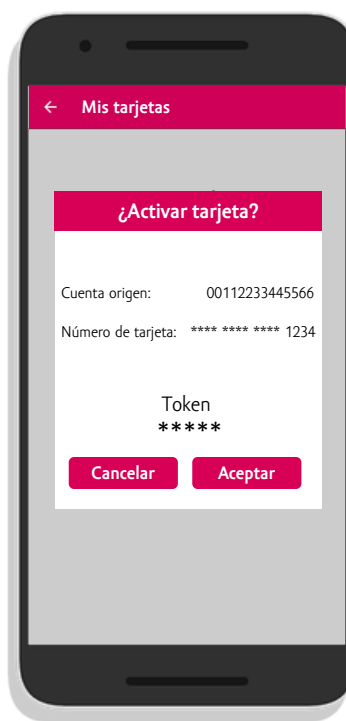 Mis tarjetas
¿Activar tarjeta?
Cuenta origen: 00112233445566
Número de tarjeta: **** **** **** 1234
Token
*****
Cancelar Aceptar